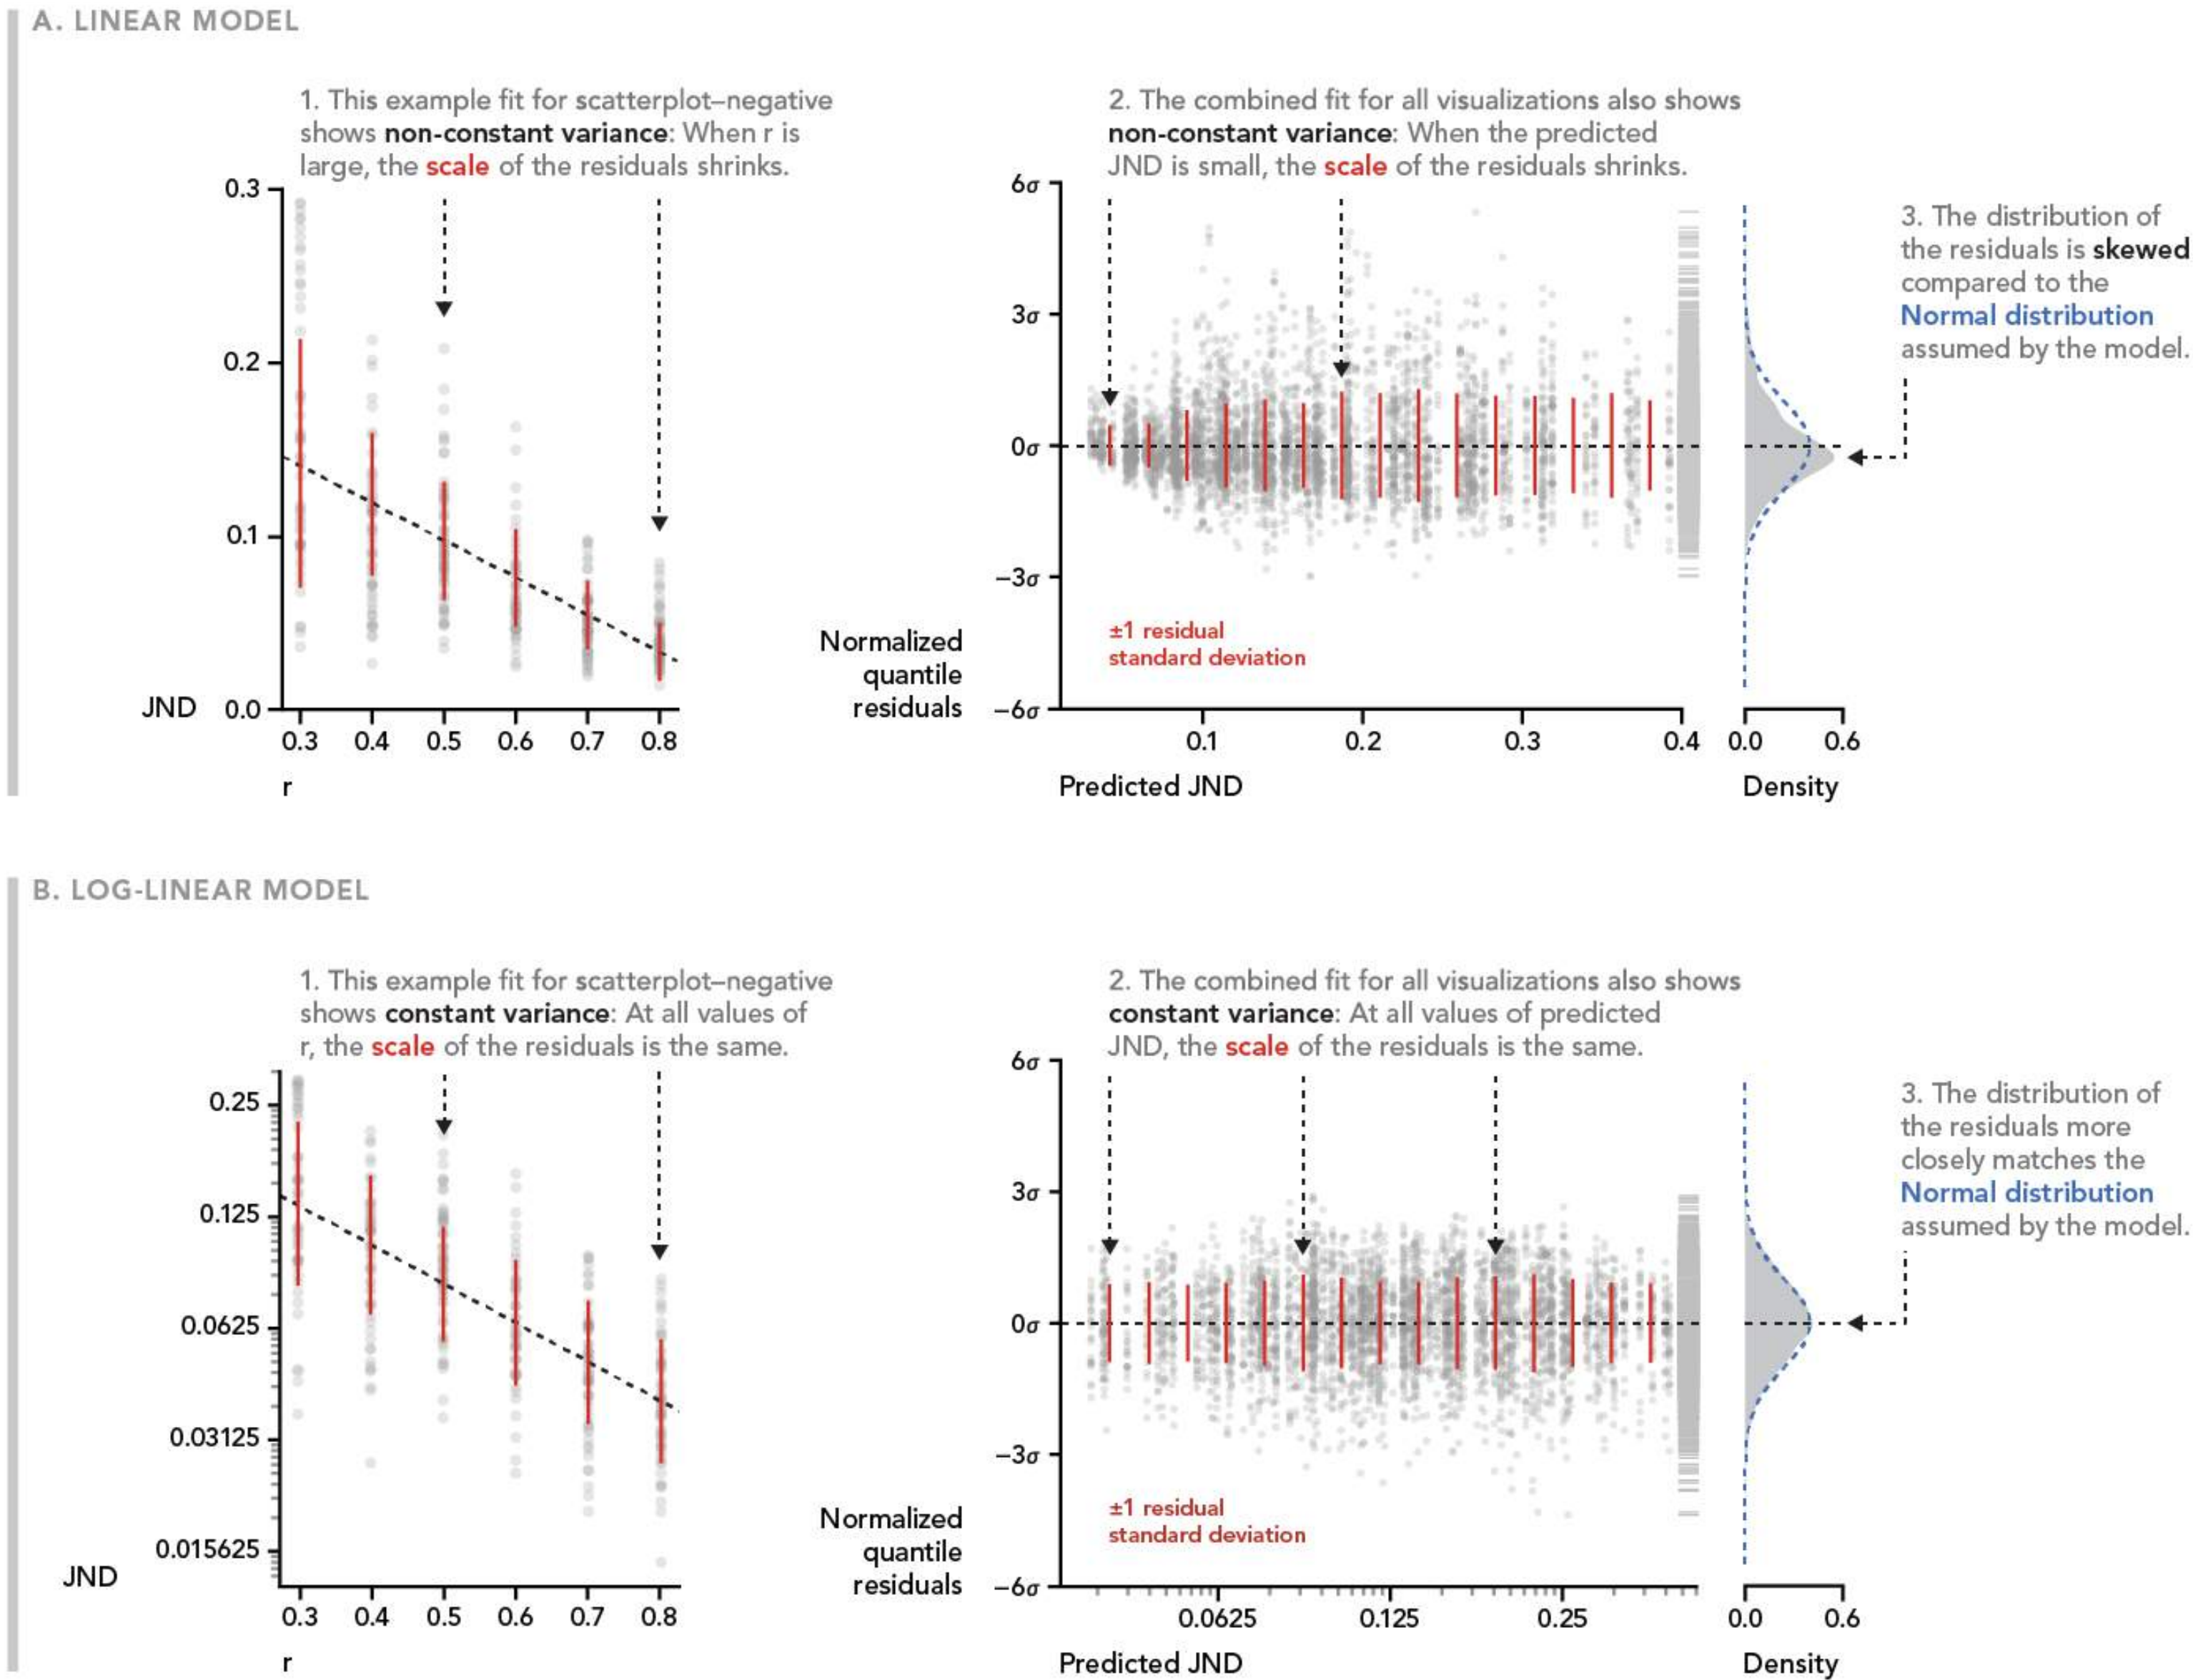 A. LINEAR MODEL
1. This example fit for scatterplot–negative
shows non-constant variance: When r is
large, the scale of the residuals shrinks.
0.3
0.2
0.1
JND 0.0
0.3 0.4 0.5 0.6 0.7 0.8
r
2. The combined fit for all visualizations also shows
non-constant variance: When the predicted
JND is small, the scale of the residuals shrinks.
6σ
3σ
0σ
−3σ
−6σ
Normalized
quantile
residuals
±1 residual
standard deviation
0.1 0.2 0.3 0.4
Predicted JND
0.0 0.6
Density
3. The distribution of
the residuals is skewed
compared to the
Normal distribution
assumed by the model.
B. LOG-LINEAR MODEL
1. This example fit for scatterplot–negative
shows constant variance: At all values of
r, the scale of the residuals is the same.
0.25
0.125
0.0625
0.03125
0.015625
JND
0.3 0.4 0.5 0.6 0.7 0.8
r
2. The combined fit for all visualizations also shows
constant variance: At all values of predicted
JND, the scale of the residuals is the same.
6σ
3σ
0σ
−3σ
−6σ
Normalized
quantile
residuals
±1 residual
standard deviation
0.0625 0.125 0.25
Predicted JND
0.0 0.6
Density
3. The distribution of
the residuals more
closely matches the
Normal distribution
assumed by the model.